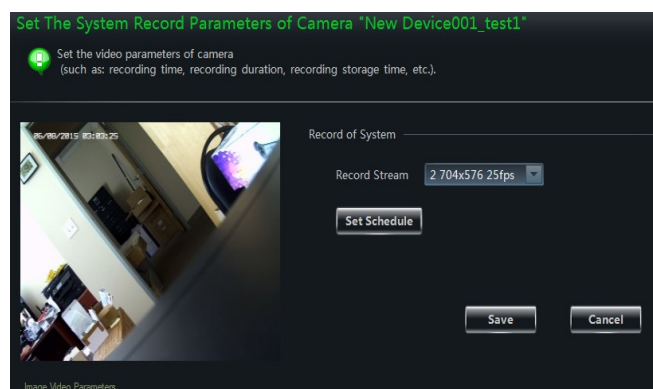 Set The System Record Parameters of Camera "New Device001_test1"
Set the video parameters of camera
(such as: recording time, recording duration, recording storage time, etc.).
06/08/2015 03:03:25
Record of System
Record Stream 2 704x576 25fps
Set Schedule
Save Cancel
Image Video Parameters